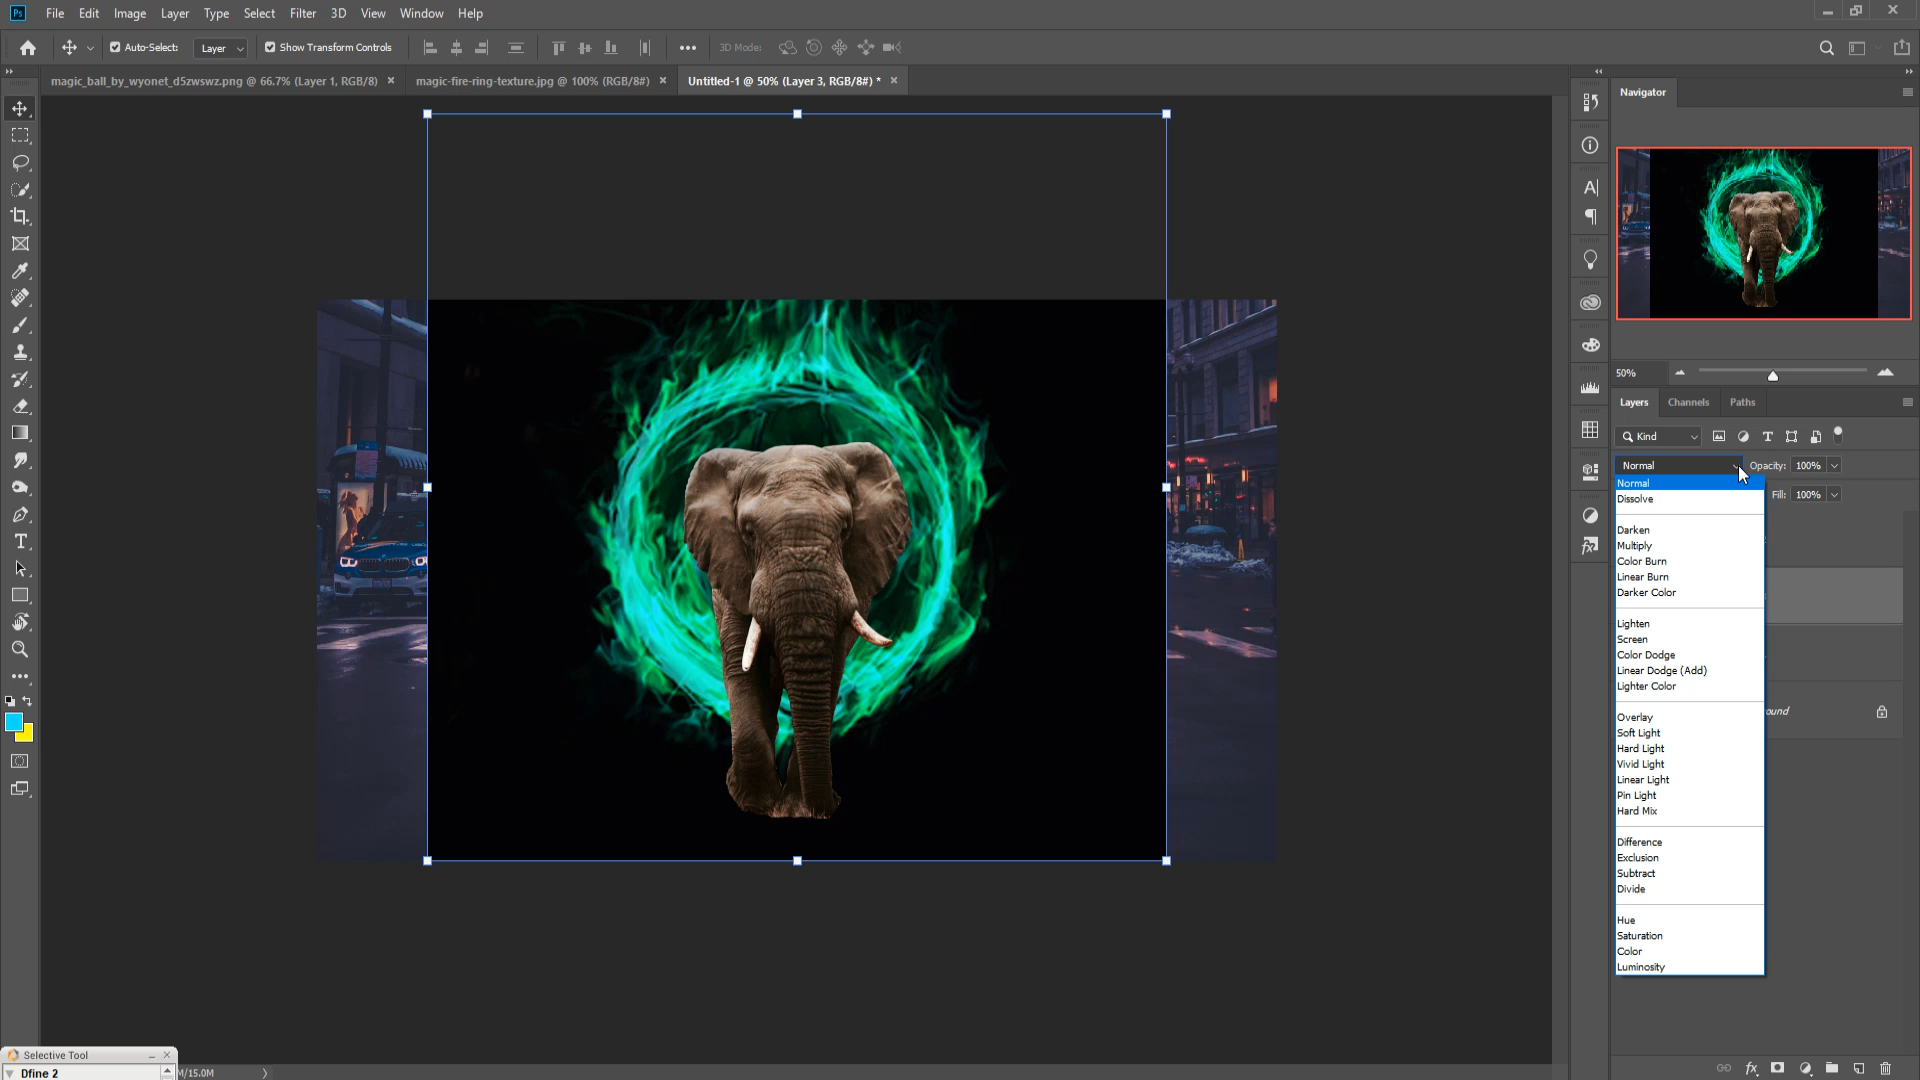 Ps File Edit Image Layer Type Select Filter 3D View Window Help
Auto-Select: Layer Show Transform Controls 3D Mode:
magic_ball_by_wyonet_d5zwswz.png @ 66.7% (Layer 1, RGB/8) × magic-fire-ring-texture.jpg @ 100% (RGB/8#) × Untitled-1 @ 50% (Layer 3, RGB/8#) * ×
Navigator
50%
Layers Channels Paths
Kind
Normal Opacity: 100%
Fill: 100%
Normal
Dissolve
Darken
Multiply
Color Burn
Linear Burn
Darker Color
Lighten
Screen
Color Dodge
Linear Dodge (Add)
Lighter Color
Overlay
Soft Light
Hard Light
Vivid Light
Linear Light
Pin Light
Hard Mix
Difference
Exclusion
Subtract
Divide
Hue
Saturation
Color
Luminosity
ound
Selective Tool
Dfine 2
M/15.0M